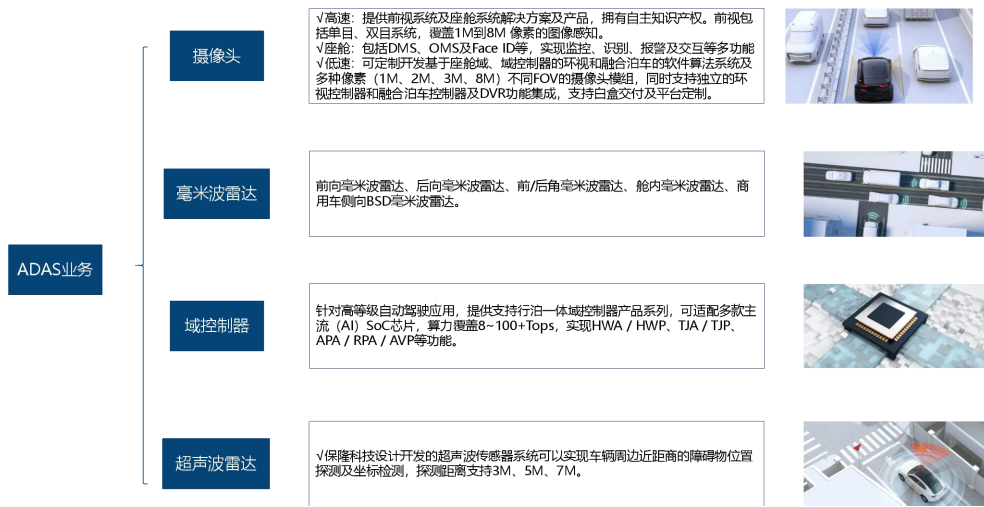 摄像头
√高速：提供前视系统及座舱系统解决方案及产品，拥有自主知识产权。前视包
括单目、双目系统，覆盖1M到8M 像素的图像感知。
√座舱：包括DMS、OMS及Face ID等，实现监控、识别、报警及交互等多功能
√低速：可定制开发基于座舱域、域控制器的环视和融合泊车的软件算法系统及
多种像素（1M、2M、3M、8M）不同FOV的摄像头模组，同时支持独立的环
视控制器和融合泊车控制器及DVR功能集成，支持白盒交付及平台定制。
毫米波雷达
前向毫米波雷达、后向毫米波雷达、前/后角毫米波雷达、舱内毫米波雷达、商
用车侧向BSD毫米波雷达。
ADAS业务
域控制器
针对高等级自动驾驶应用，提供支持行泊一体域控制器产品系列，可适配多款主
流（AI）SoC芯片，算力覆盖8~100+Tops，实现HWA / HWP、TJA / TJP、
APA / RPA / AVP等功能。
超声波雷达
√保隆科技设计开发的超声波传感器系统可以实现车辆周边近距商的障碍物位置
探测及坐标检测，探测距离支持3M、5M、7M。